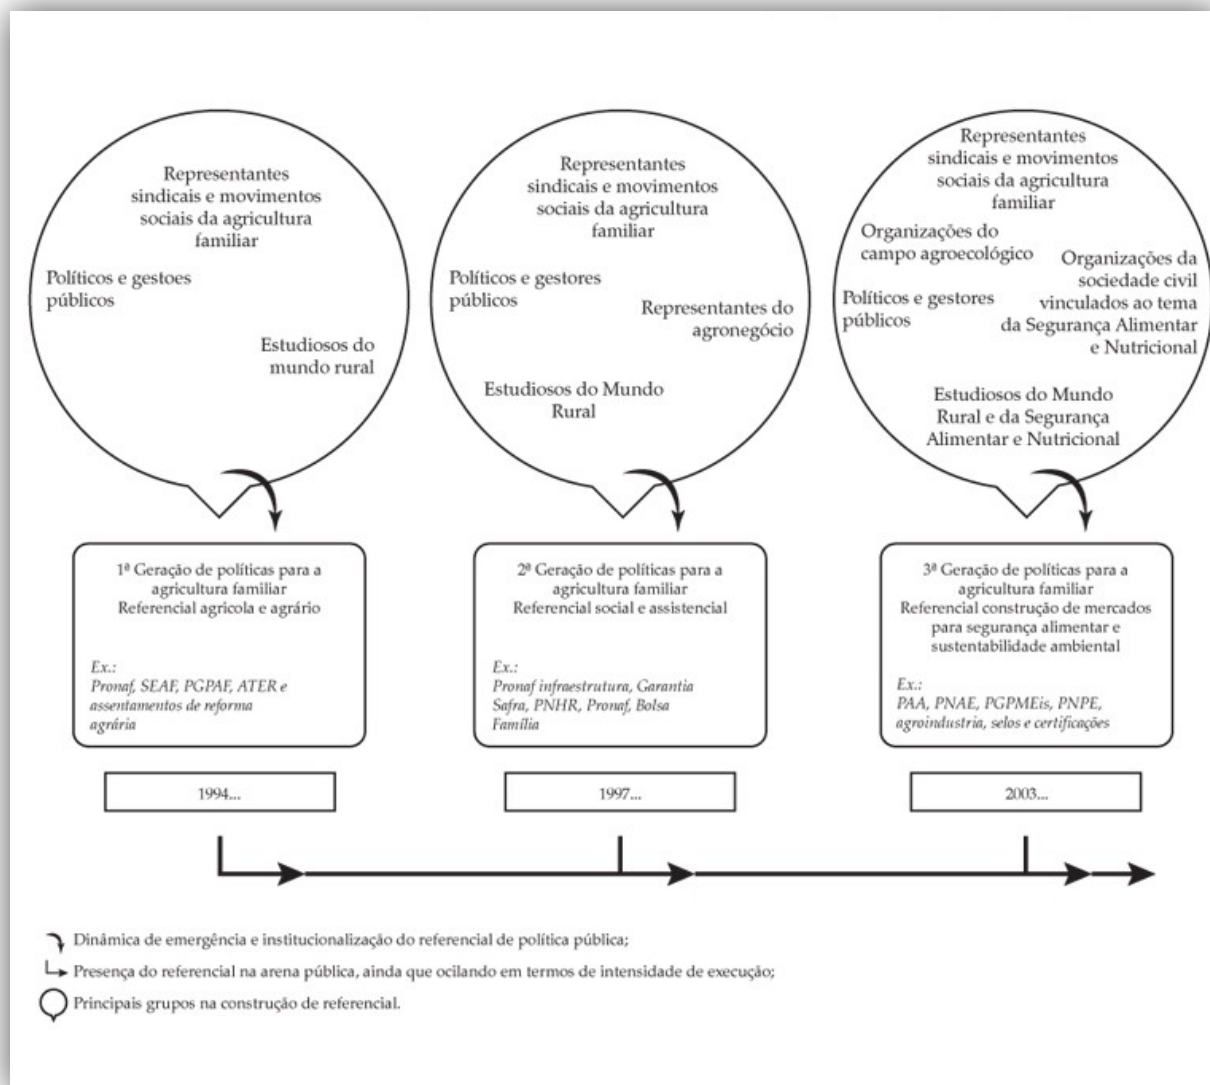 Representantes
sindicais e movimentos
sociais da agricultura
familiar
Políticos e gestoes
públicos
Estudiosos do
mundo rural
Representantes
sindicais e movimentos
sociais da agricultura
familiar
Políticos e gestores
públicos
Representantes do
agronegócio
Estudiosos do Mundo
Rural
Representantes
sindicais e movimentos
sociais da agricultura
familiar
Organizações do
campo agroecológico
Organizações da
sociedade civil
vinculados ao tema
da Segurança Alimentar
e Nutricional
Políticos e gestores
públicos
Estudiosos do Mundo
Rural e da Segurança
Alimentar e Nutricional
1ª Geração de políticas para a
agricultura familiar
Referencial agricola e agrário
Ex.:
Pronaf, SEAF, PGPAF, ATER e
assentamentos de reforma
agrária
2ª Geração de políticas para a
agricultura familiar
Referencial social e assistencial
Ex.:
Pronaf infraestrutura, Garantia
Safra, PNHR, Pronaf, Bolsa
Família
3ª Geração de políticas para a
agricultura familiar
Referencial construção de mercados
para segurança alimentar e
sustentabilidade ambiental
Ex.:
PAA, PNAE, PGPMEis, PNPE,
agroindustria, selos e certificações
1994...
1997...
2003...
Dinâmica de emergência e institucionalização do referencial de política pública;
Presença do referencial na arena pública, ainda que ocilando em termos de intensidade de execução;
Principais grupos na construção de referencial.